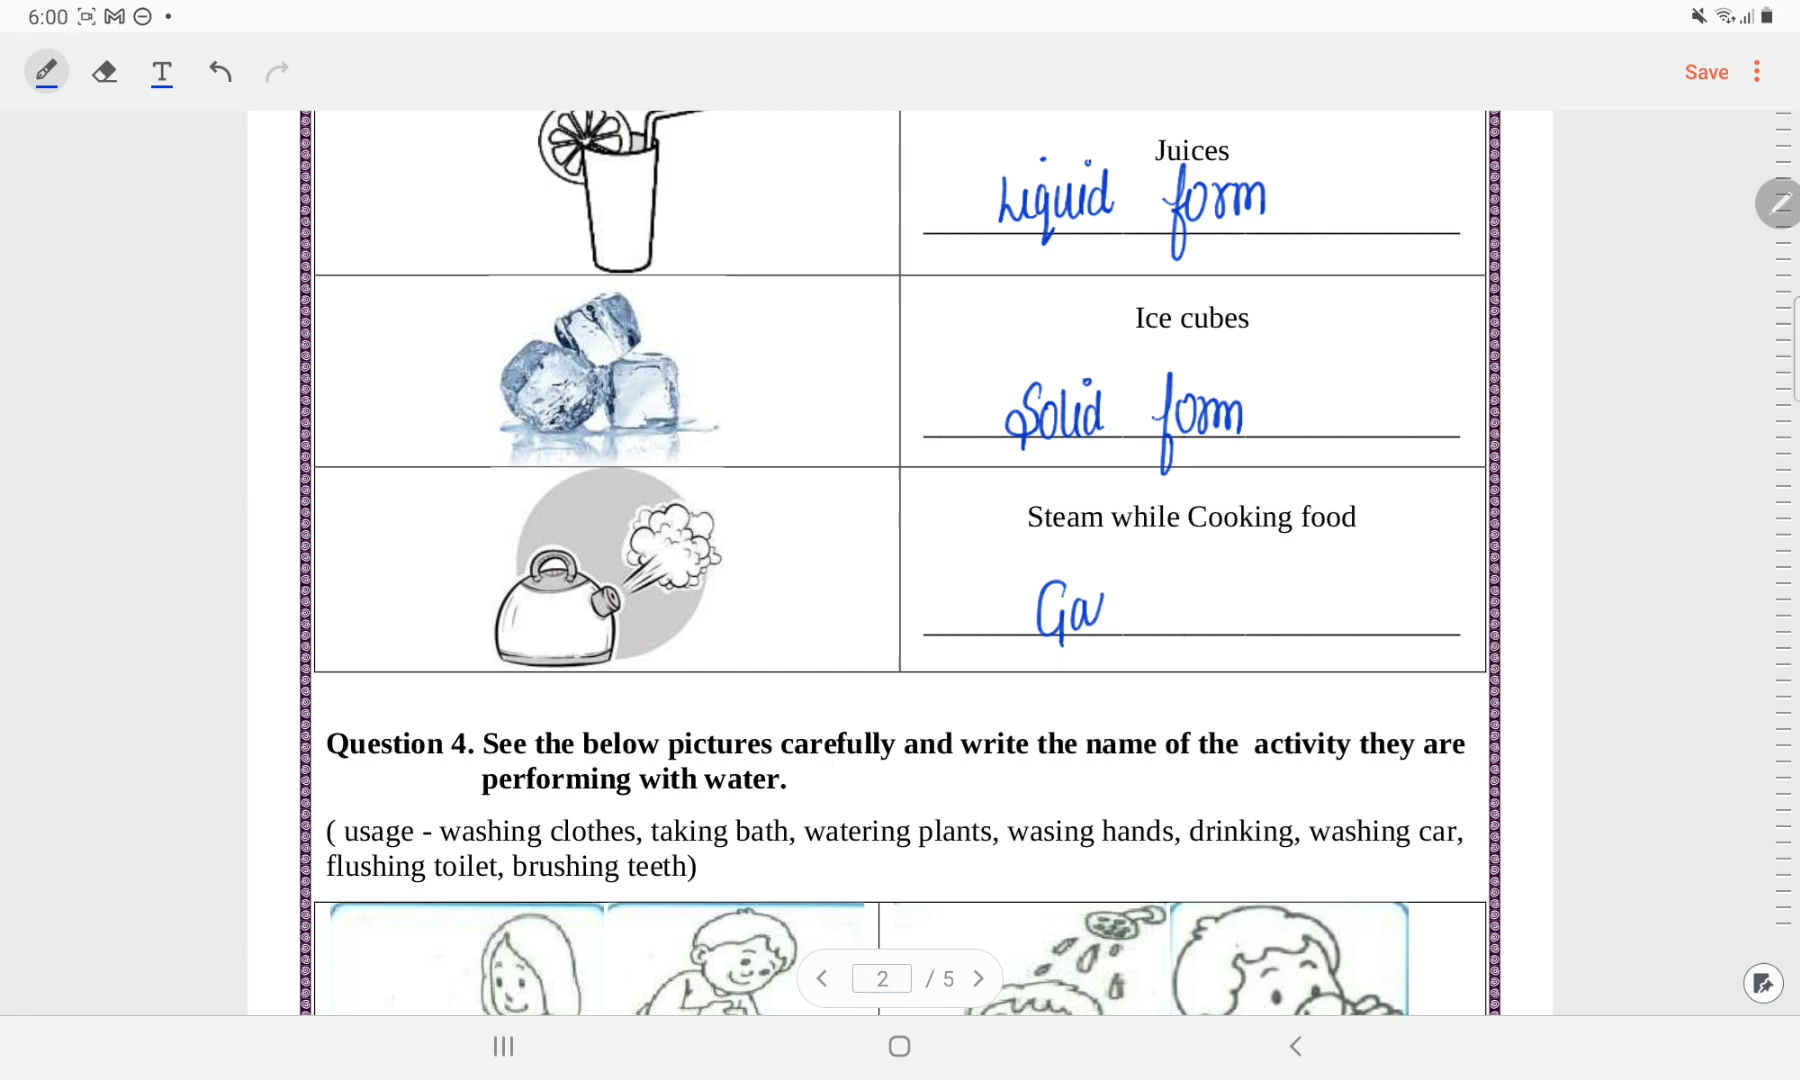 6:00
Save
Juices
Liquid form
Ice cubes
Solid form
Steam while Cooking food
Ga
Question 4. See the below pictures carefully and write the name of the activity they are
performing with water.
( usage - washing clothes, taking bath, watering plants, wasing hands, drinking, washing car,
flushing toilet, brushing teeth)
2 / 5